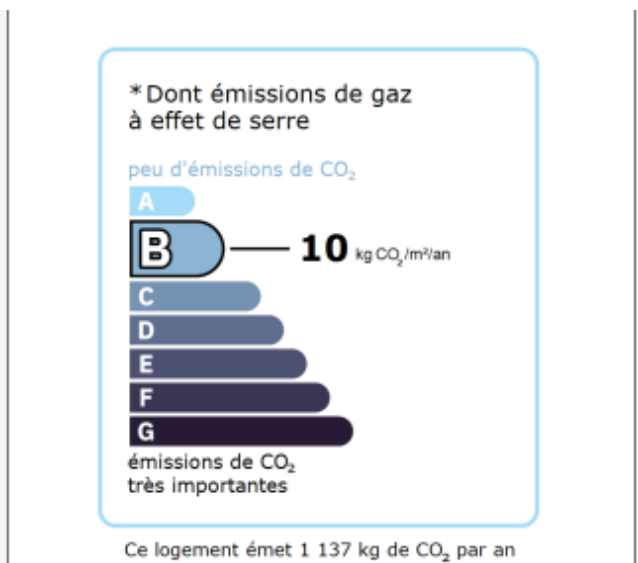 *Dont émissions de gaz
à effet de serre
peu d'émissions de CO₂
A
B 10 kg CO₂/m²/an
C
D
E
F
G
émissions de CO₂
très importantes
Ce logement émet 1 137 kg de CO₂ par an